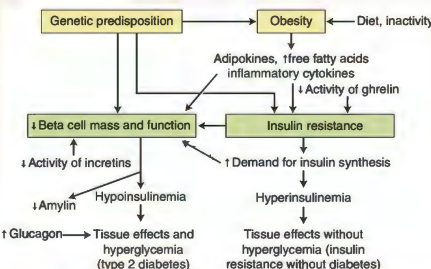 Genetic predisposition
Obesity
Diet, inactivity
Adipokines, ↑free fatty acids
inflammatory cytokines
↓Activity of ghrelin
↓Beta cell mass and function
Insulin resistance
↓Activity of incretins
↑Demand for insulin synthesis
↓Amylin
Hypoinsulinemia
Hyperinsulinemia
↑Glucagon
Tissue effects and
hyperglycemia
(type 2 diabetes)
Tissue effects without
hyperglycemia (insulin
resistance without diabetes)